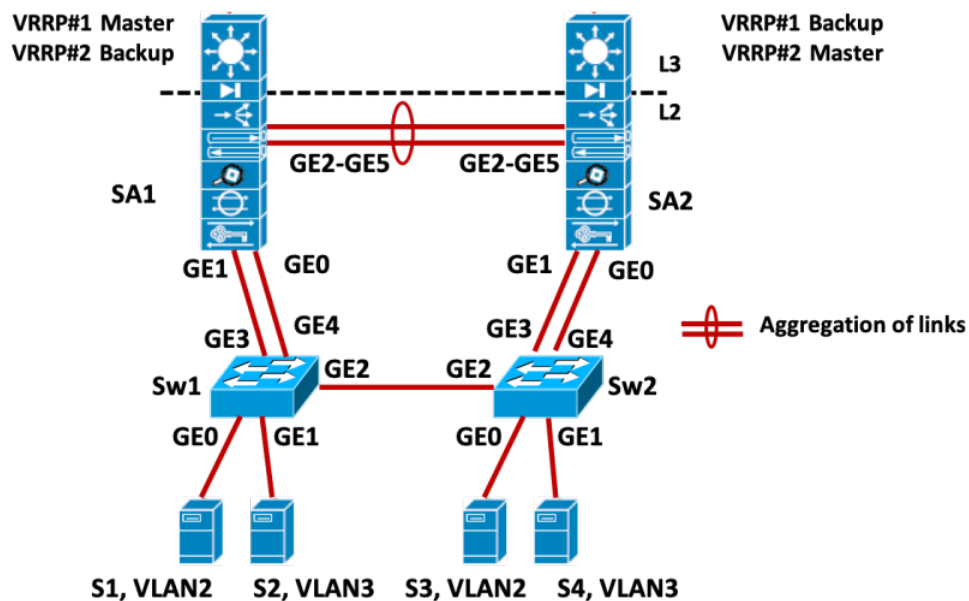 VRRP#1 Master
VRRP#2 Backup
VRRP#1 Backup
VRRP#2 Master
L3
L2
GE2-GE5
GE2-GE5
SA1
SA2
GE1
GE0
GE1
GE0
GE3
GE4
GE3
GE4
Aggregation of links
Sw1
GE2
GE2
Sw2
GE0
GE1
GE0
GE1
S1, VLAN2
S2, VLAN3
S3, VLAN2
S4, VLAN3